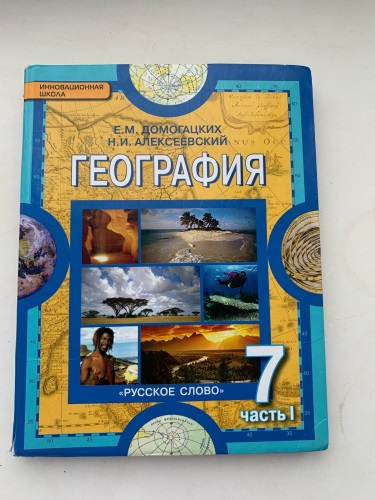 ИННОВАЦИОННАЯ
ШКОЛА
Е.М. ДОМОГАЦКИХ
Н.И. АЛЕКСЕЕВСКИЙ
ГЕОГРАФИЯ
«РУССКОЕ СЛОВО»
7
часть I